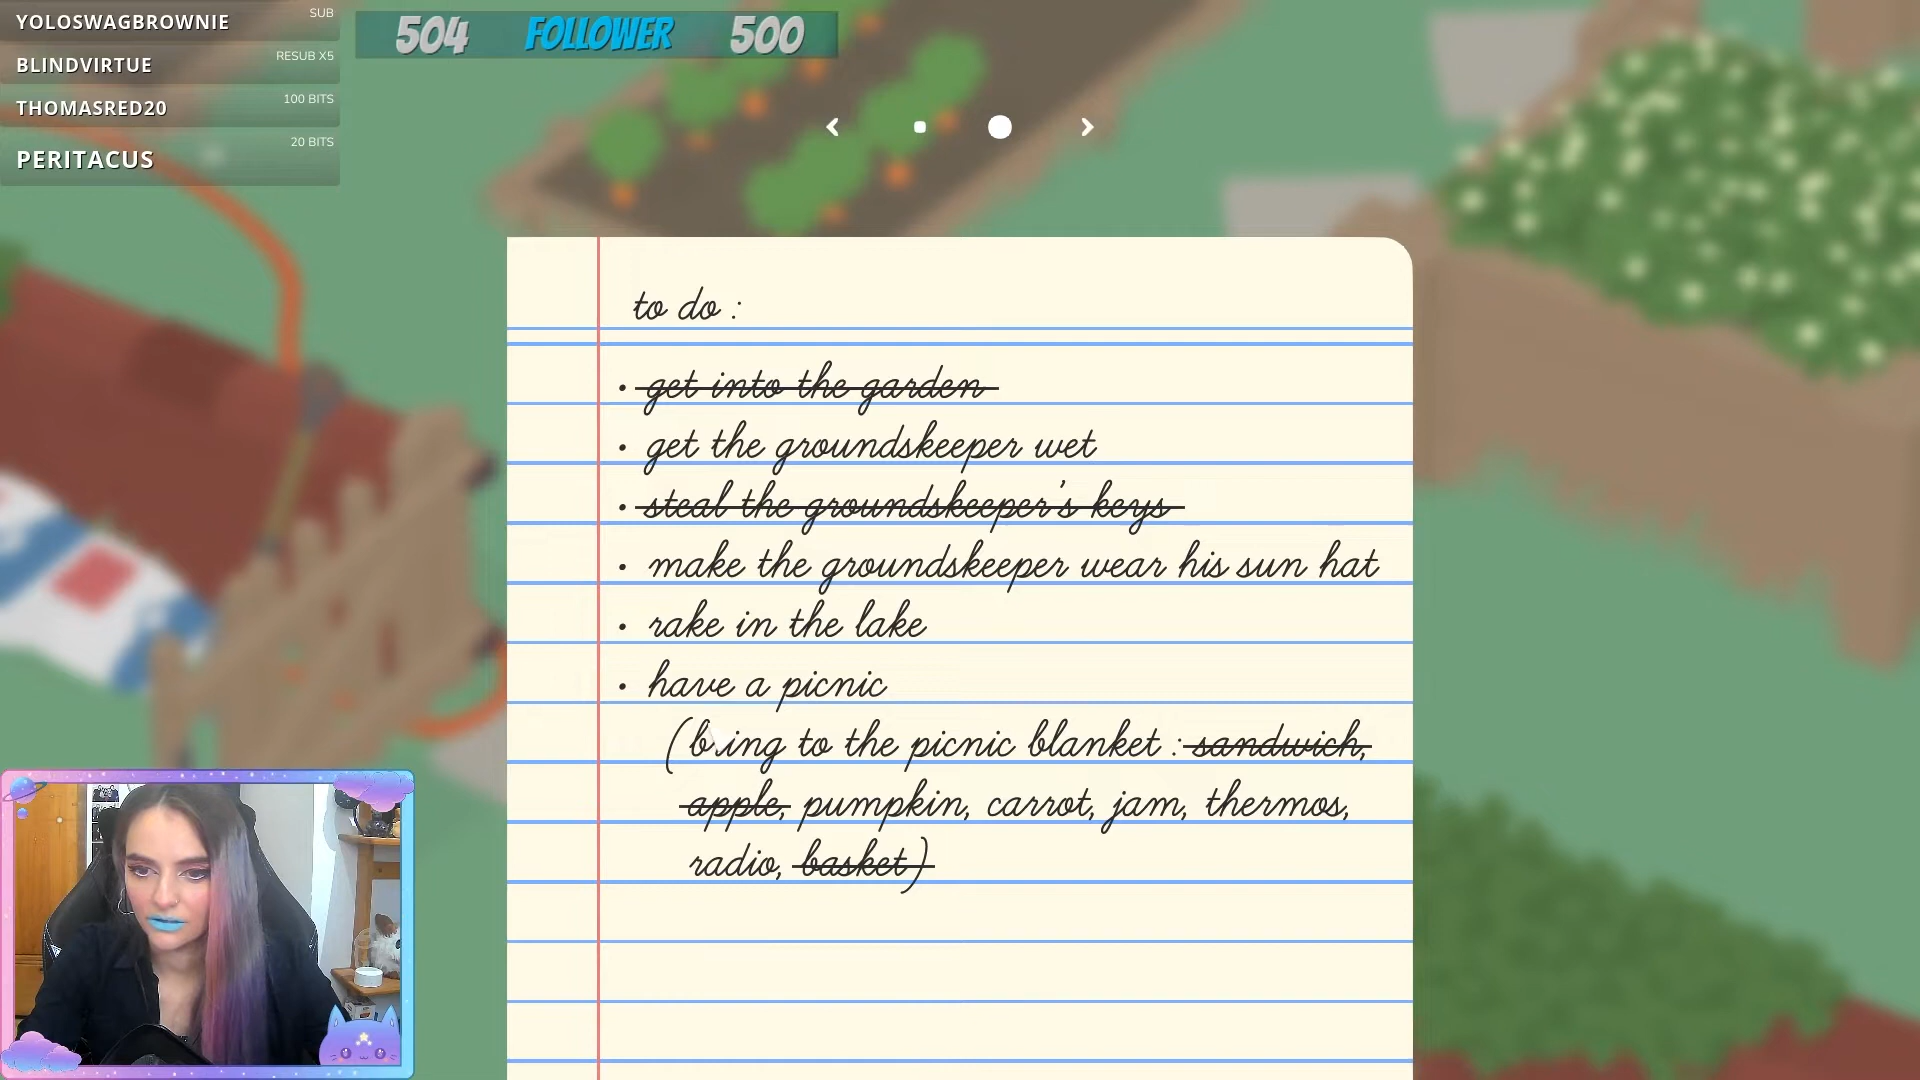 YOLOSWAGBROWNIE SUB
BLINDVIRTUE RESUB X5
THOMASRED20 100 BITS
PERITACUS 20 BITS
504 FOLLOWER 500
to do :
• get into the garden
• get the groundskeeper wet
• steal the groundskeeper's keys
• make the groundskeeper wear his sun hat
• rake in the lake
• have a picnic
(bring to the picnic blanket : sandwich,
apple, pumpkin, carrot, jam, thermos,
radio, basket)